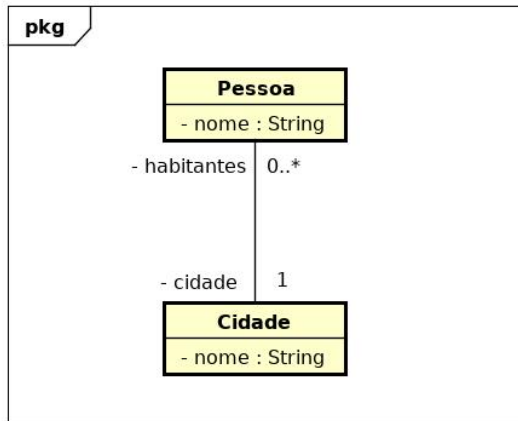 pkg
Pessoa
- nome : String
- habitantes 0..*
- cidade 1
Cidade
- nome : String